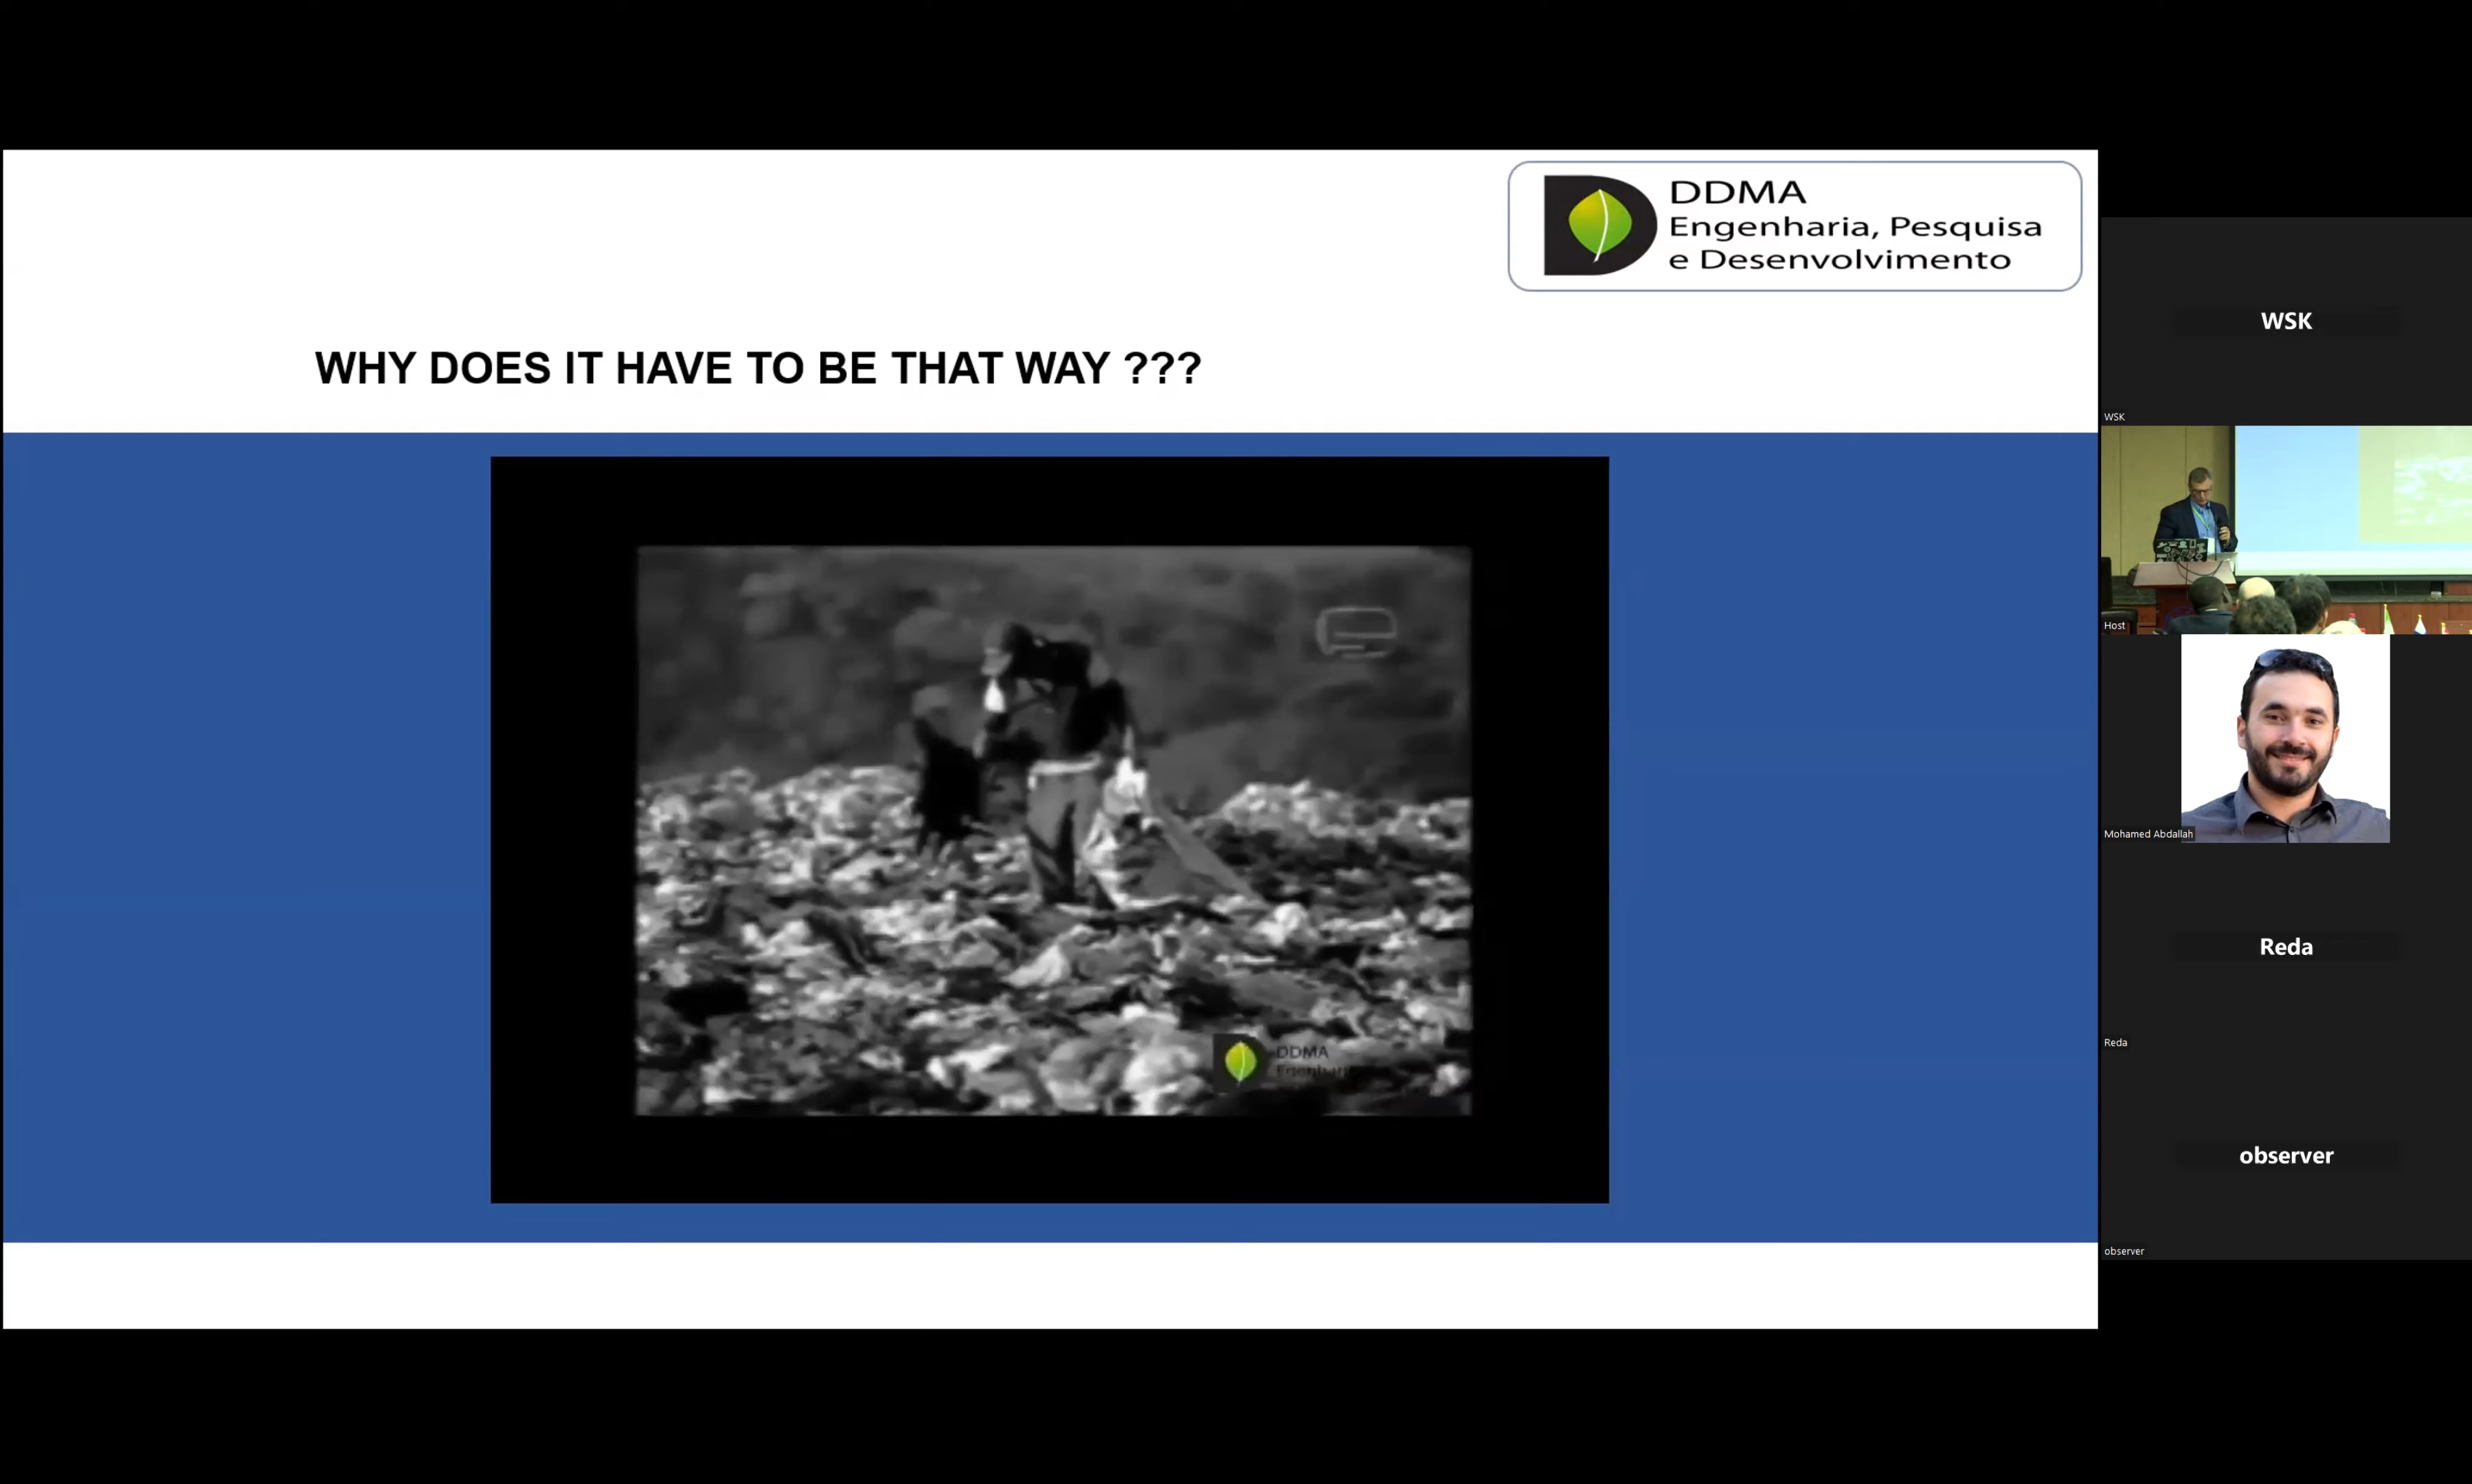 DDMA
Engenharia, Pesquisa
e Desenvolvimento
WHY DOES IT HAVE TO BE THAT WAY ???
DDMA
Engenhari
WSK
WSK
Host
Mohamed Abdallah
Reda
Reda
observer
observer